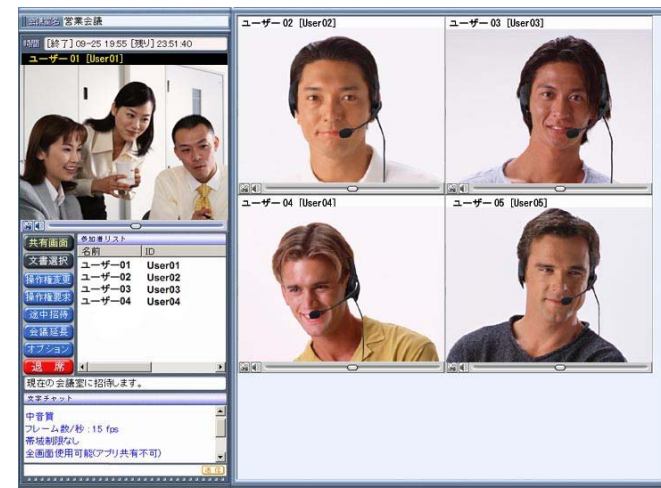 会議室名 営業会議
時間 [終了] 09-25 19:55 [残り] 23:51:40
ユーザー 01 [User01]
ユーザー 02 [User02]
ユーザー 03 [User03]
ユーザー 04 [User04]
ユーザー 05 [User05]
共有画面
文書選択
操作権変更
操作権要求
途中招待
会議延長
オプション
退 席
参加者リスト
名前 ID
ユーザー01 User01
ユーザー02 User02
ユーザー03 User03
ユーザー04 User04
現在の会議室に招待します。
文字チャット
中音質
フレーム数/秒 : 15 fps
帯域制限なし
全画面使用可能(アプリ共有不可)
送信